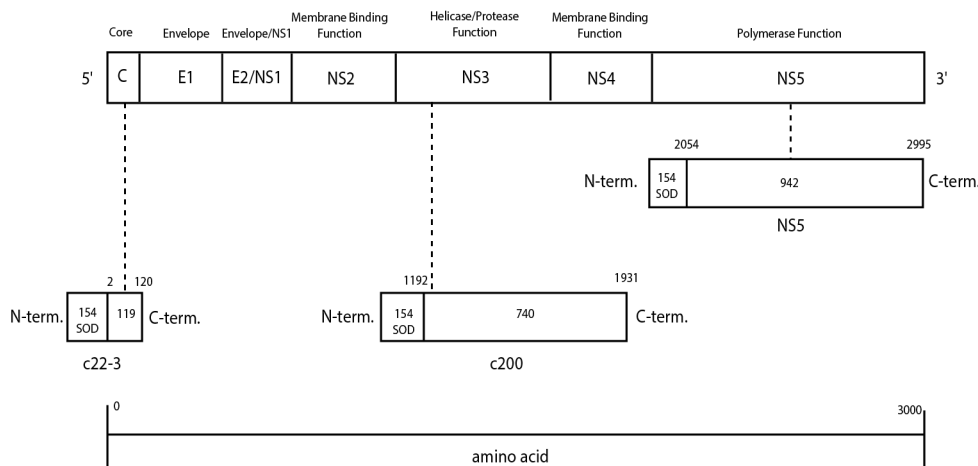 Core Envelope Envelope/NS1 Membrane Binding Function Helicase/Protease Function Membrane Binding Function Polymerase Function
5' C E1 E2/NS1 NS2 NS3 NS4 NS5 3'
2054 2995
N-term. 154 SOD 942 C-term.
NS5
2 120 1192 1931
N-term. 154 SOD 119 C-term. N-term. 154 SOD 740 C-term.
c22-3 c200
0 3000
amino acid